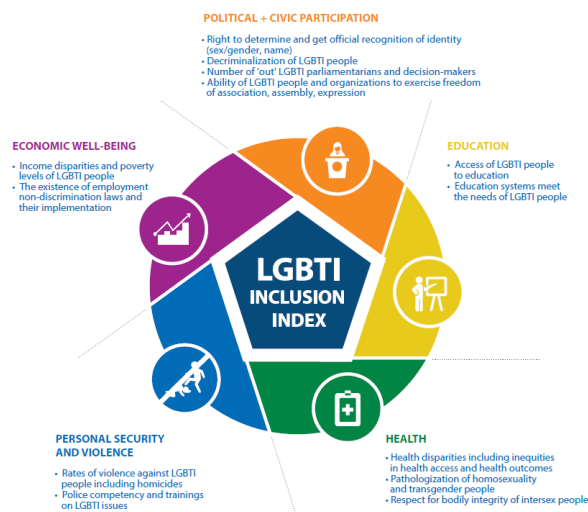 POLITICAL + CIVIC PARTICIPATION
• Right to determine and get official recognition of identity
(sex/gender, name)
• Decriminalization of LGBTI people
• Number of 'out' LGBTI parliamentarians and decision-makers
• Ability of LGBTI people and organizations to exercise freedom
of association, assembly, expression
ECONOMIC WELL-BEING
• Income disparities and poverty
levels of LGBTI people
• The existence of employment
non-discrimination laws and
their implementation
EDUCATION
• Access of LGBTI people
to education
• Education systems meet
the needs of LGBTI people
LGBTI
INCLUSION
INDEX
PERSONAL SECURITY
AND VIOLENCE
• Rates of violence against LGBTI
people including homicides
• Police competency and trainings
on LGBTI issues
HEALTH
• Health disparities including inequities
in health access and health outcomes
• Pathologization of homosexuality
and transgender people
• Respect for bodily integrity of intersex people